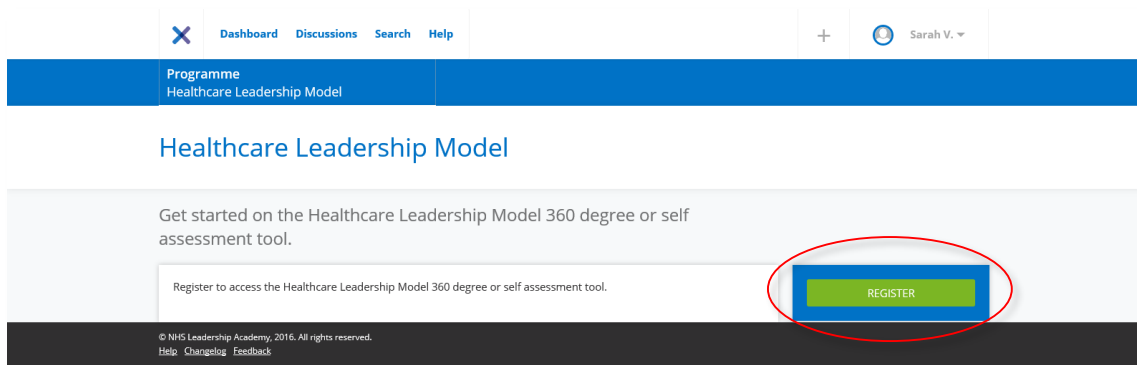 Dashboard Discussions Search Help
Sarah V.
Programme
Healthcare Leadership Model
Healthcare Leadership Model
Get started on the Healthcare Leadership Model 360 degree or self
assessment tool.
Register to access the Healthcare Leadership Model 360 degree or self assessment tool.
REGISTER
© NHS Leadership Academy, 2016. All rights reserved.
Help Changelog Feedback